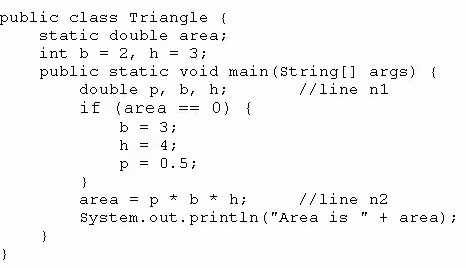 public class Triangle {
    static double area;
    int b = 2, h = 3;
    public static void main(String[] args) {
        double p, b, h;        //line n1
        if (area == 0) {
            b = 3;
            h = 4;
            p = 0.5;
        }
        area = p * b * h;      //line n2
        System.out.println("Area is " + area);
    }
}